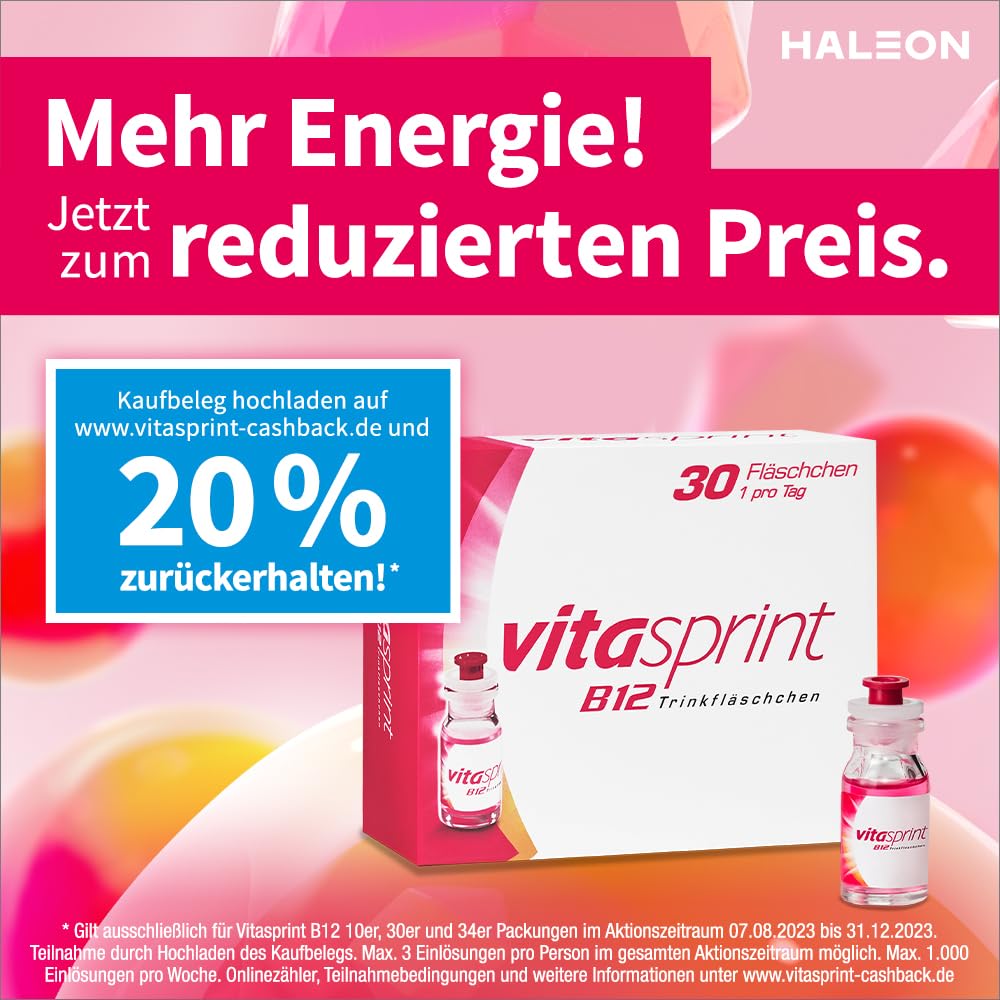 HALEON
Mehr Energie!
Jetzt zum reduzierten Preis.
Kaufbeleg hochladen auf
www.vitasprint-cashback.de und
20 %
zurückerhalten!*
vitasprint
30 Fläschchen
1 pro Tag
vitasprint
B12 Trinkfläschchen
vitasprint
B12 Trinkfläschchen
* Gilt ausschließlich für Vitasprint B12 10er, 30er und 34er Packungen im Aktionszeitraum 07.08.2023 bis 31.12.2023.
Teilnahme durch Hochladen des Kaufbelegs. Max. 3 Einlösungen pro Person im gesamten Aktionszeitraum möglich. Max. 1.000
Einlösungen pro Woche. Onlinezähler, Teilnahmebedingungen und weitere Informationen unter www.vitasprint-cashback.de